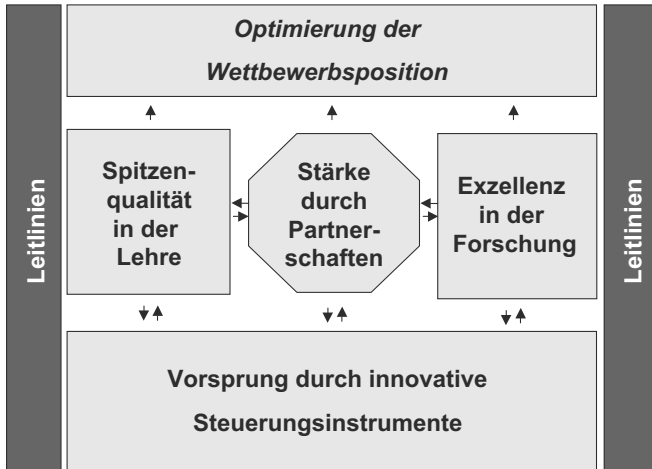 Optimierung der
Wettbewerbsposition
Leitlinien
Spitzen-
qualität
in der
Lehre
Stärke
durch
Partner-
schaften
Exzellenz
in der
Forschung
Leitlinien
Vorsprung durch innovative
Steuerungsinstrumente